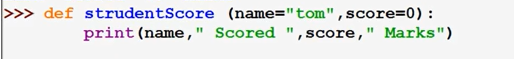 >>> def strudentScore (name="tom",score=0):
        print(name," Scored ",score," Marks")